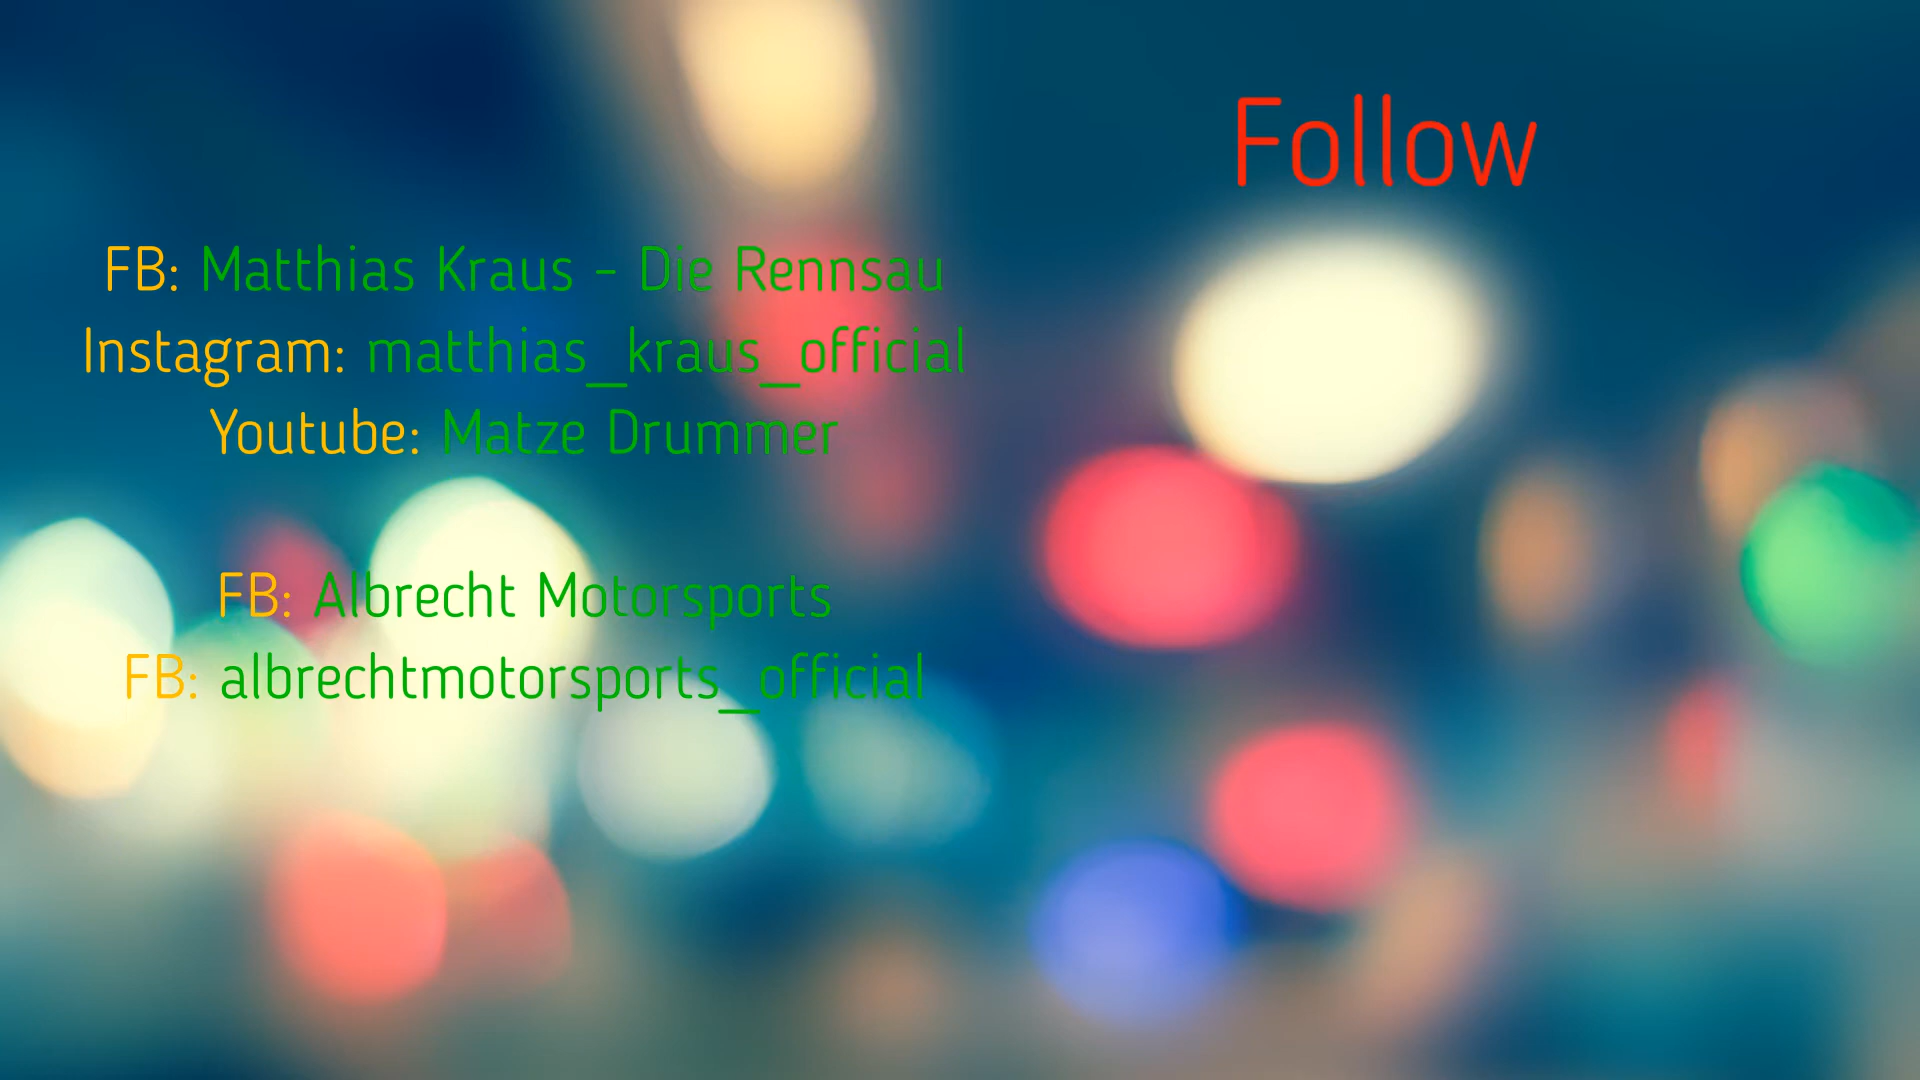 Follow
FB: Matthias Kraus - Die Rennsau
Instagram: matthias_kraus_official
Youtube: Matze Drummer
FB: Albrecht Motorsports
FB: albrechtmotorsports_official